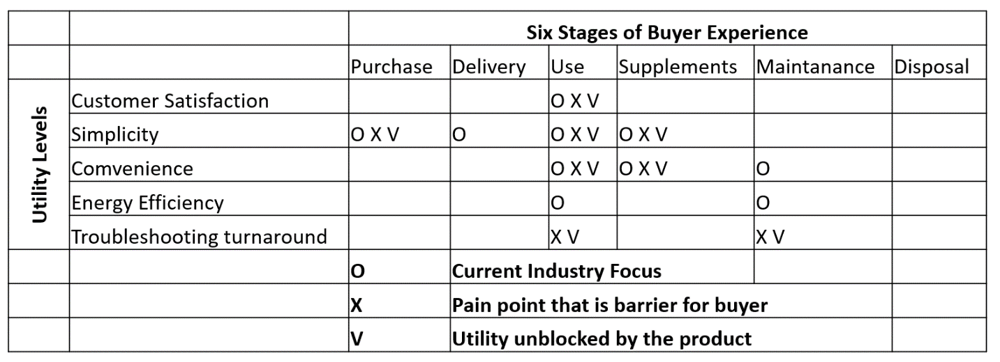 Six Stages of Buyer Experience
Purchase Delivery Use Supplements Maintanance Disposal
Utility Levels
Customer Satisfaction O X V
Simplicity O X V O O X V O X V
Comvenience O X V O X V O
Energy Efficiency O O
Troubleshooting turnaround X V X V
O Current Industry Focus
X Pain point that is barrier for buyer
V Utility unblocked by the product